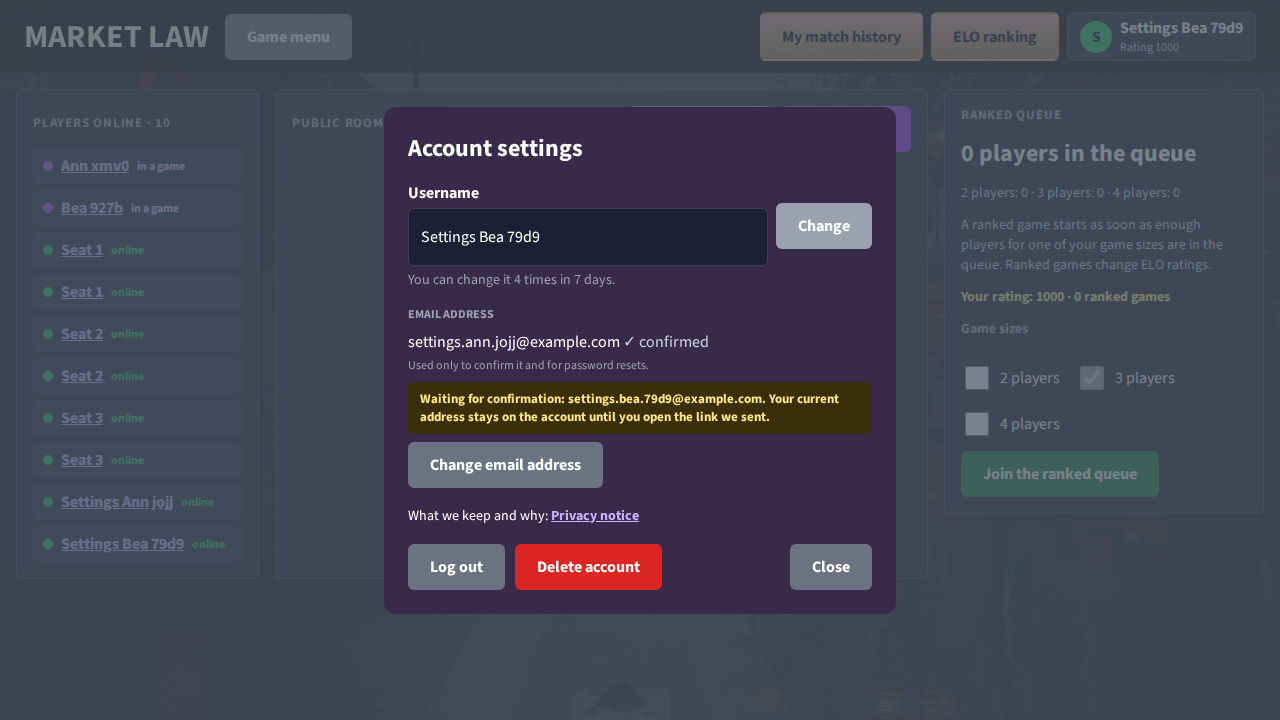 MARKET LAW
Game menu
My match history
ELO ranking
S
Settings Bea 79d9
Rating 1000
PLAYERS ONLINE · 10
Ann xmv0 in a game
Bea 927b in a game
Seat 1 online
Seat 1 online
Seat 2 online
Seat 2 online
Seat 3 online
Seat 3 online
Settings Ann jojj online
Settings Bea 79d9 online
PUBLIC ROOM
Account settings
Username
Settings Bea 79d9
Change
You can change it 4 times in 7 days.
EMAIL ADDRESS
settings.ann.jojj@example.com ✓ confirmed
Used only to confirm it and for password resets.
Waiting for confirmation: settings.bea.79d9@example.com. Your current
address stays on the account until you open the link we sent.
Change email address
What we keep and why: Privacy notice
Log out
Delete account
Close
RANKED QUEUE
0 players in the queue
2 players: 0 · 3 players: 0 · 4 players: 0
A ranked game starts as soon as enough
players for one of your game sizes are in the
queue. Ranked games change ELO ratings.
Your rating: 1000 · 0 ranked games
Game sizes
2 players
3 players
4 players
Join the ranked queue